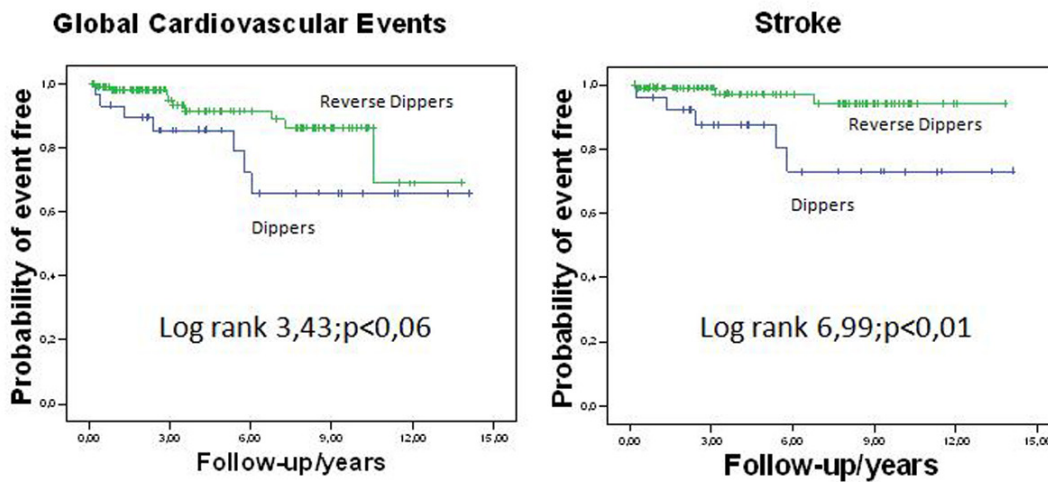 Global Cardiovascular Events
Probability of event free
1,0
0,8
0,6
0,4
0,2
0,0
Reverse Dippers
Dippers
Log rank 3,43;p<0,06
0,00 3,00 6,00 9,00 12,00 15,00
Follow-up/years
Stroke
Probability of event free
1,0
0,8
0,6
0,4
0,2
0,0
Reverse Dippers
Dippers
Log rank 6,99;p<0,01
0,00 3,00 6,00 9,00 12,00 15,00
Follow-up/years